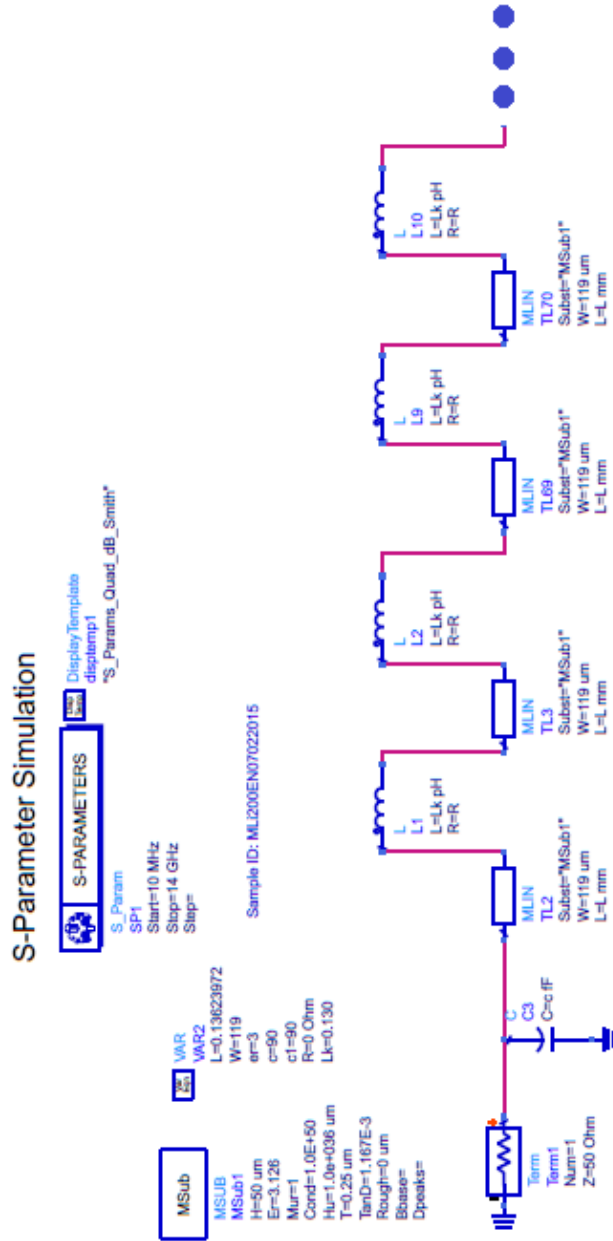 S-Parameter Simulation
S-PARAMETERS
S_Param
SP1
Start=10 MHz
Stop=14 GHz
Step=
Disp
Temp
DisplayTemplate
disptemp1
"S_Params_Quad_dB_Smith"
MSub
MSUB
MSub1
H=50 um
Er=3.126
Mur=1
Cond=1.0E+50
Hu=1.0e+036 um
T=0.25 um
TanD=1.167E-3
Rough=0 um
Bbase=
Dpeaks=
Var
Eqn
VAR
VAR2
L=0.13623972
W=119
er=3
c=90
c1=90
R=0 Ohm
Lk=0.130
Sample ID: MLI200EN07022015
Term
Term1
Num=1
Z=50 Ohm
C
C3
C=c fF
MLIN
TL2
Subst="MSub1"
W=119 um
L=L mm
L
L1
L=Lk pH
R=R
MLIN
TL3
Subst="MSub1"
W=119 um
L=L mm
L
L2
L=Lk pH
R=R
MLIN
TL69
Subst="MSub1"
W=119 um
L=L mm
L
L9
L=Lk pH
R=R
MLIN
TL70
Subst="MSub1"
W=119 um
L=L mm
L
L10
L=Lk pH
R=R